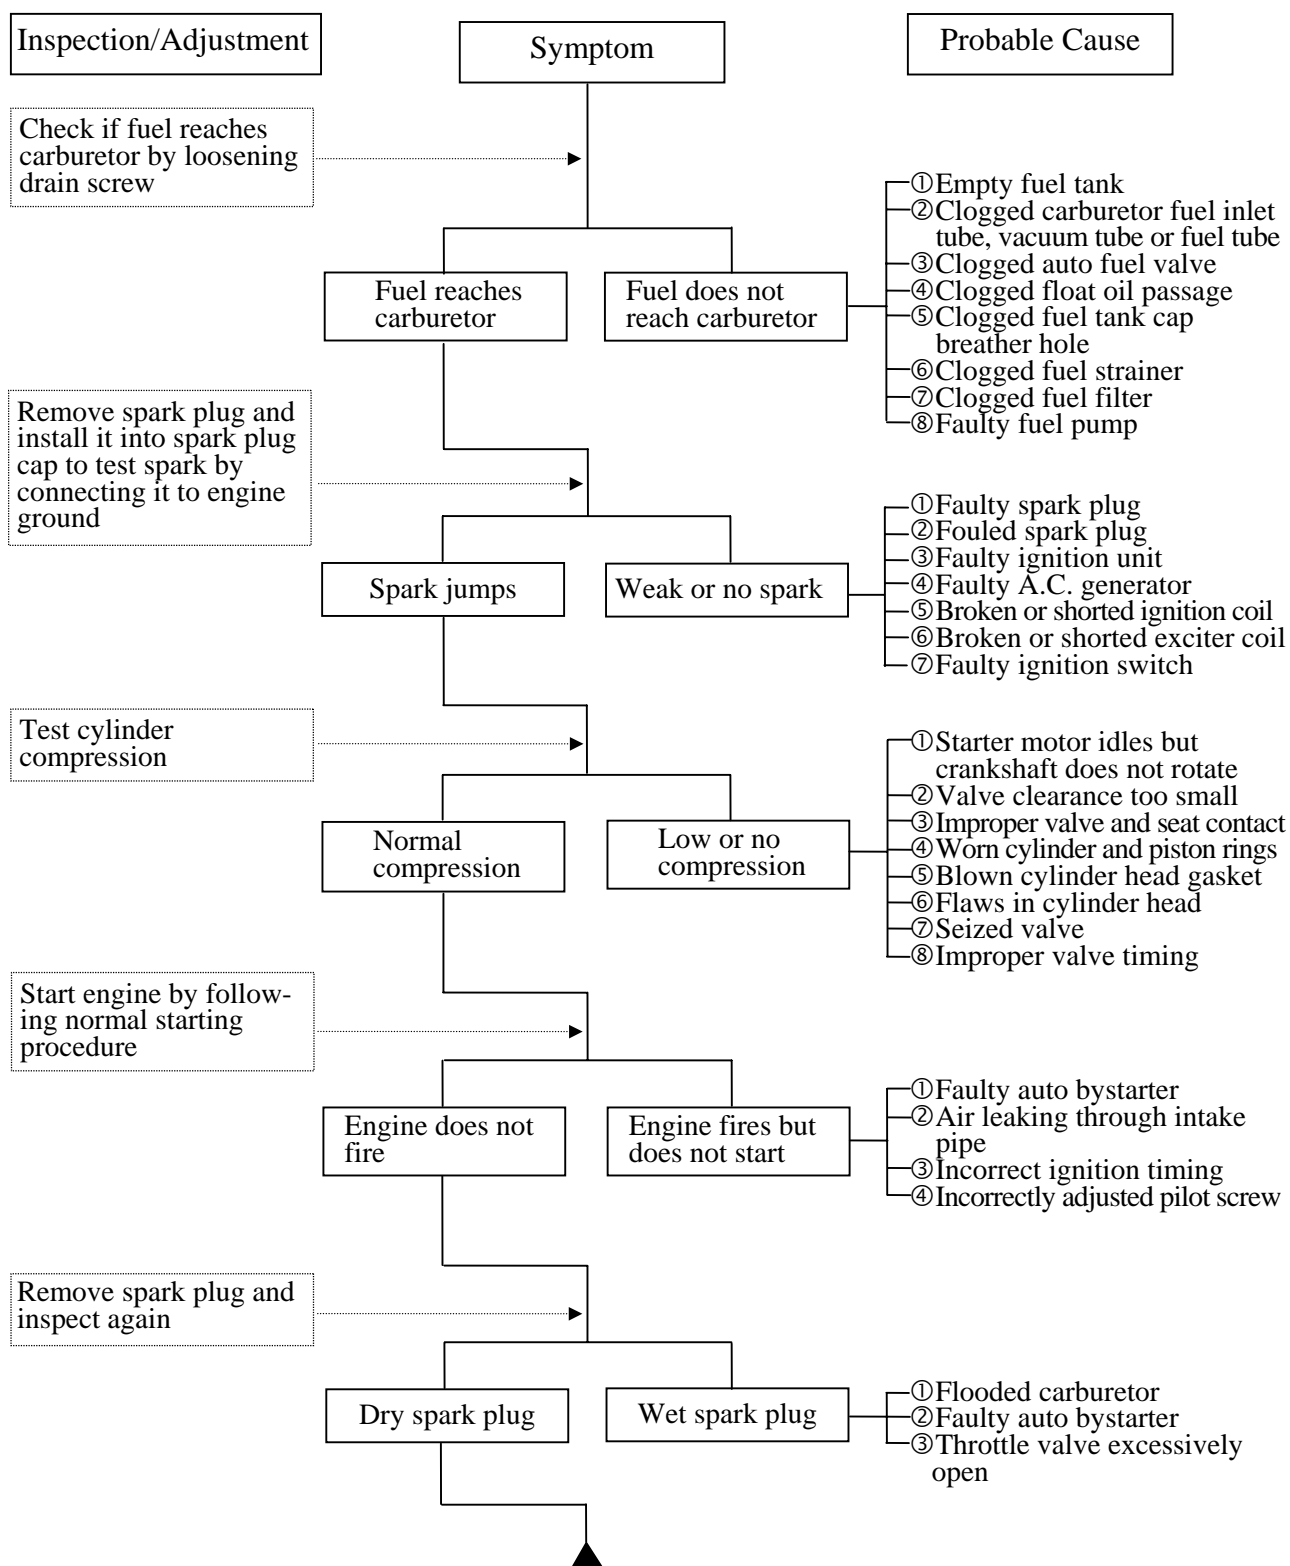 Inspection/Adjustment
Symptom
Probable Cause
Check if fuel reaches
carburetor by loosening
drain screw
①Empty fuel tank
②Clogged carburetor fuel inlet
tube, vacuum tube or fuel tube
③Clogged auto fuel valve
④Clogged float oil passage
⑤Clogged fuel tank cap
breather hole
⑥Clogged fuel strainer
⑦Clogged fuel filter
⑧Faulty fuel pump
Fuel reaches
carburetor
Fuel does not
reach carburetor
Remove spark plug and
install it into spark plug
cap to test spark by
connecting it to engine
ground
①Faulty spark plug
②Fouled spark plug
③Faulty ignition unit
④Faulty A.C. generator
⑤Broken or shorted ignition coil
⑥Broken or shorted exciter coil
⑦Faulty ignition switch
Spark jumps
Weak or no spark
Test cylinder
compression
①Starter motor idles but
crankshaft does not rotate
②Valve clearance too small
③Improper valve and seat contact
④Worn cylinder and piston rings
⑤Blown cylinder head gasket
⑥Flaws in cylinder head
⑦Seized valve
⑧Improper valve timing
Normal
compression
Low or no
compression
Start engine by follow-
ing normal starting
procedure
①Faulty auto bystarter
②Air leaking through intake
pipe
③Incorrect ignition timing
④Incorrectly adjusted pilot screw
Engine does not
fire
Engine fires but
does not start
Remove spark plug and
inspect again
Dry spark plug
Wet spark plug
①Flooded carburetor
②Faulty auto bystarter
③Throttle valve excessively
open